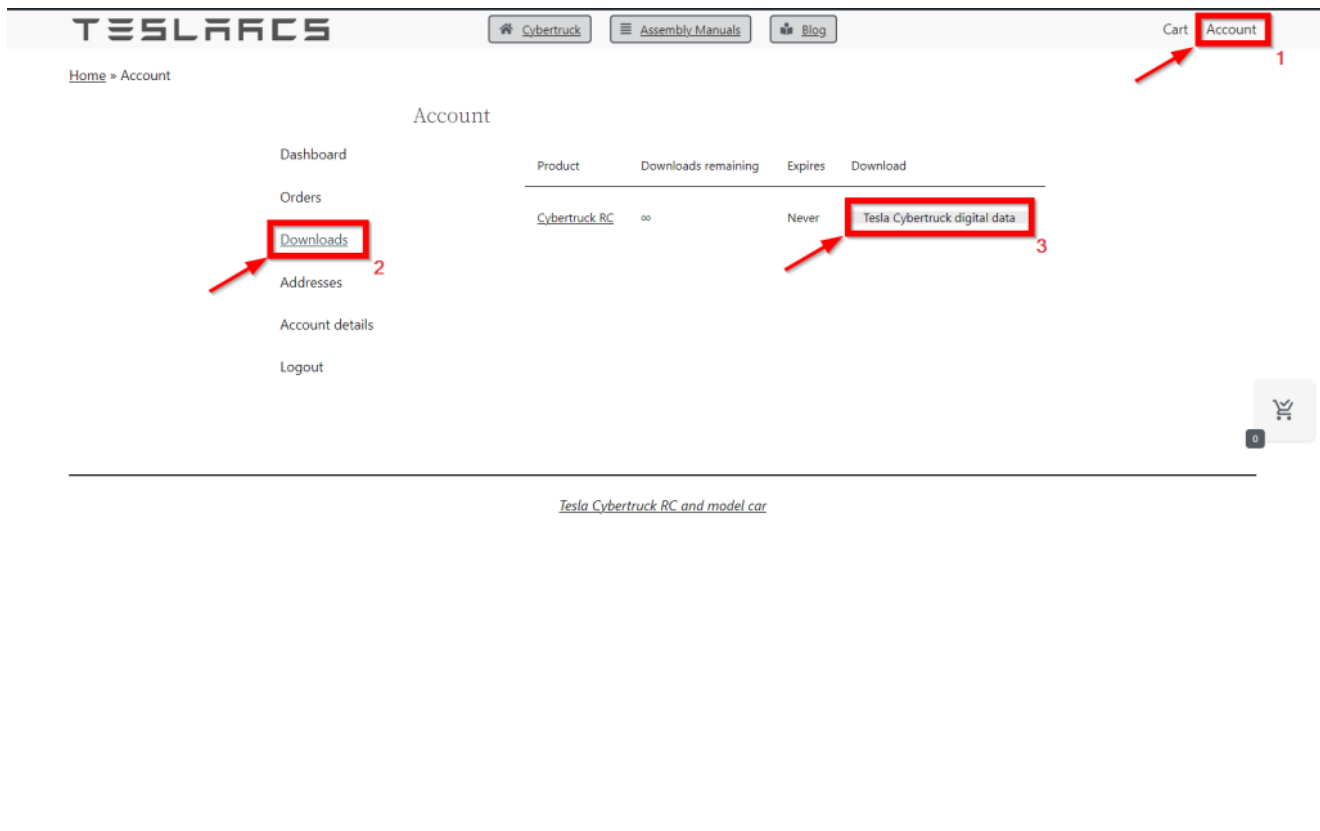 TESLARCS Cybertruck Assembly Manuals Blog Cart Account
1
Home » Account
Account
Dashboard
Orders
Downloads
2
Addresses
Account details
Logout
Product Downloads remaining Expires Download
Cybertruck RC ∞ Never Tesla Cybertruck digital data
3
0
Tesla Cybertruck RC and model car